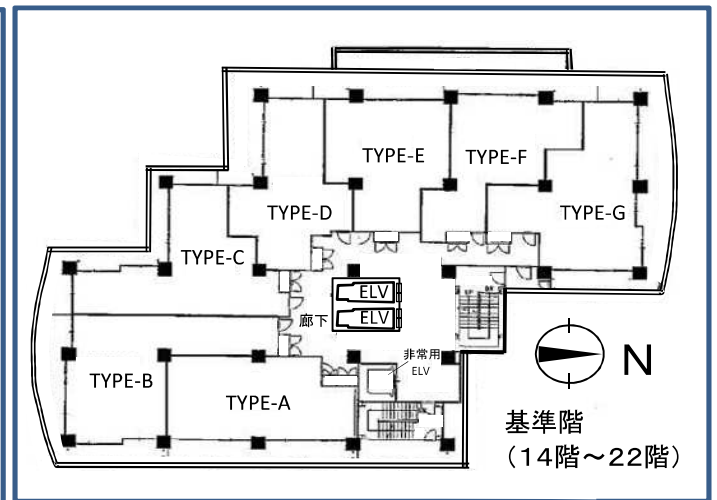 TYPE-E
TYPE-F
TYPE-D
TYPE-G
TYPE-C
ELV
廊下
ELV
非常用
ELV
N
TYPE-B
TYPE-A
基準階
（14階～22階）